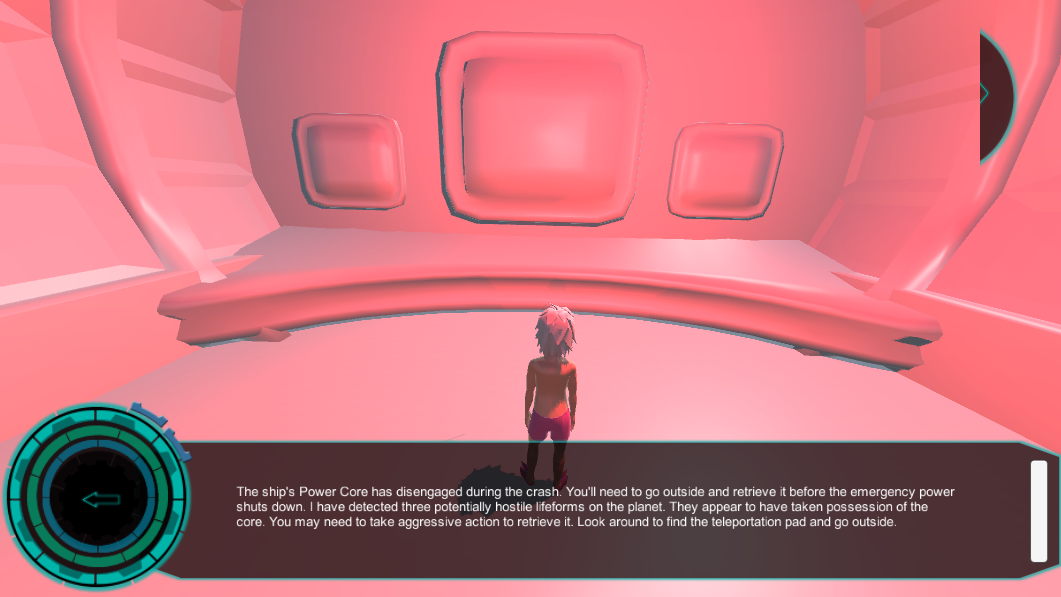 The ship's Power Core has disengaged during the crash. You'll need to go outside and retrieve it before the emergency power
shuts down. I have detected three potentially hostile lifeforms on the planet. They appear to have taken possession of the
core. You may need to take aggressive action to retrieve it. Look around to find the teleportation pad and go outside.